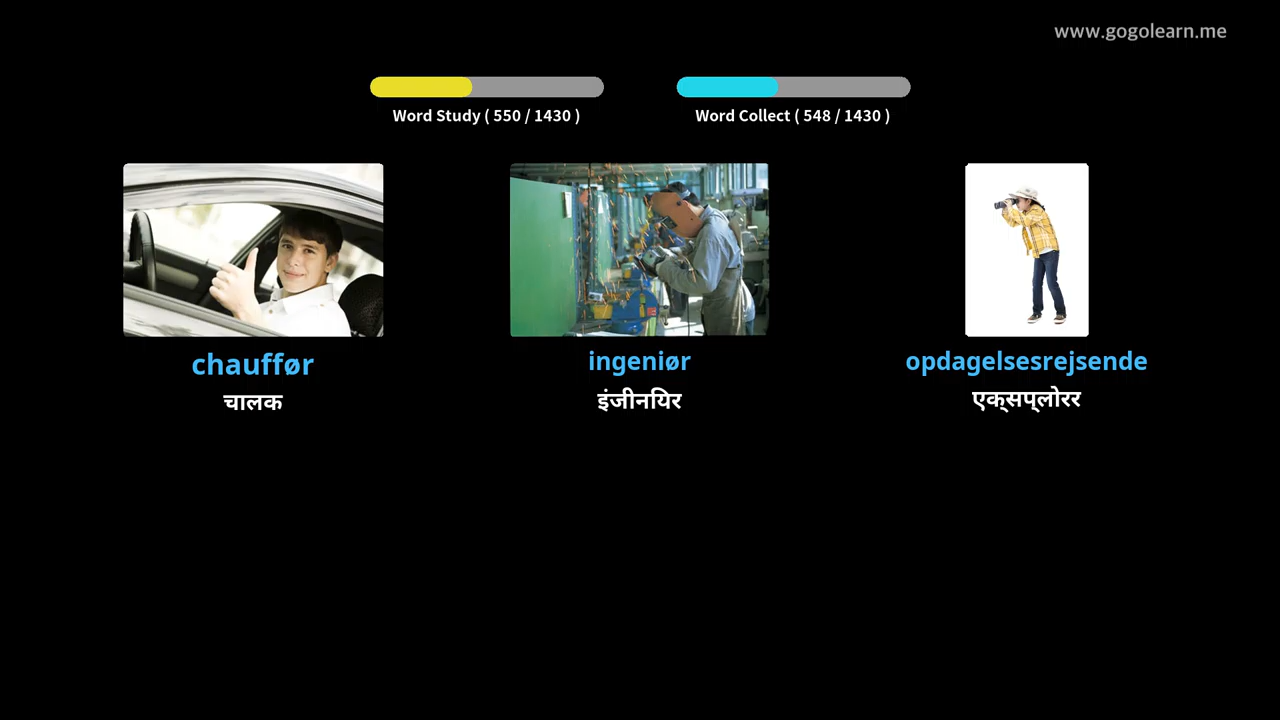 www.gogolearn.me
Word Study ( 550 / 1430 )
Word Collect ( 548 / 1430 )
chauffør
ingeniør
opdagelsesrejsende
चालक
इंजीनियर
एक्सप्लोरर